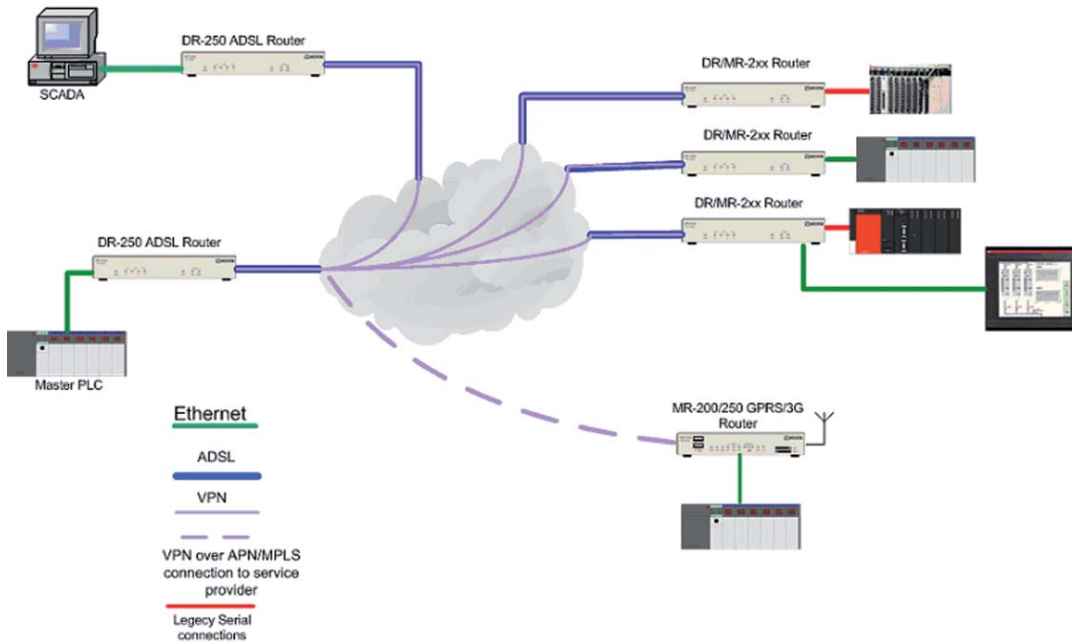 DR-250 ADSL Router
SCADA
DR/MR-2xx Router
DR/MR-2xx Router
DR/MR-2xx Router
DR-250 ADSL Router
Master PLC
Ethernet
ADSL
VPN
VPN over APN/MPLS
connection to service
provider
Legacy Serial
connections
MR-200/250 GPRS/3G
Router